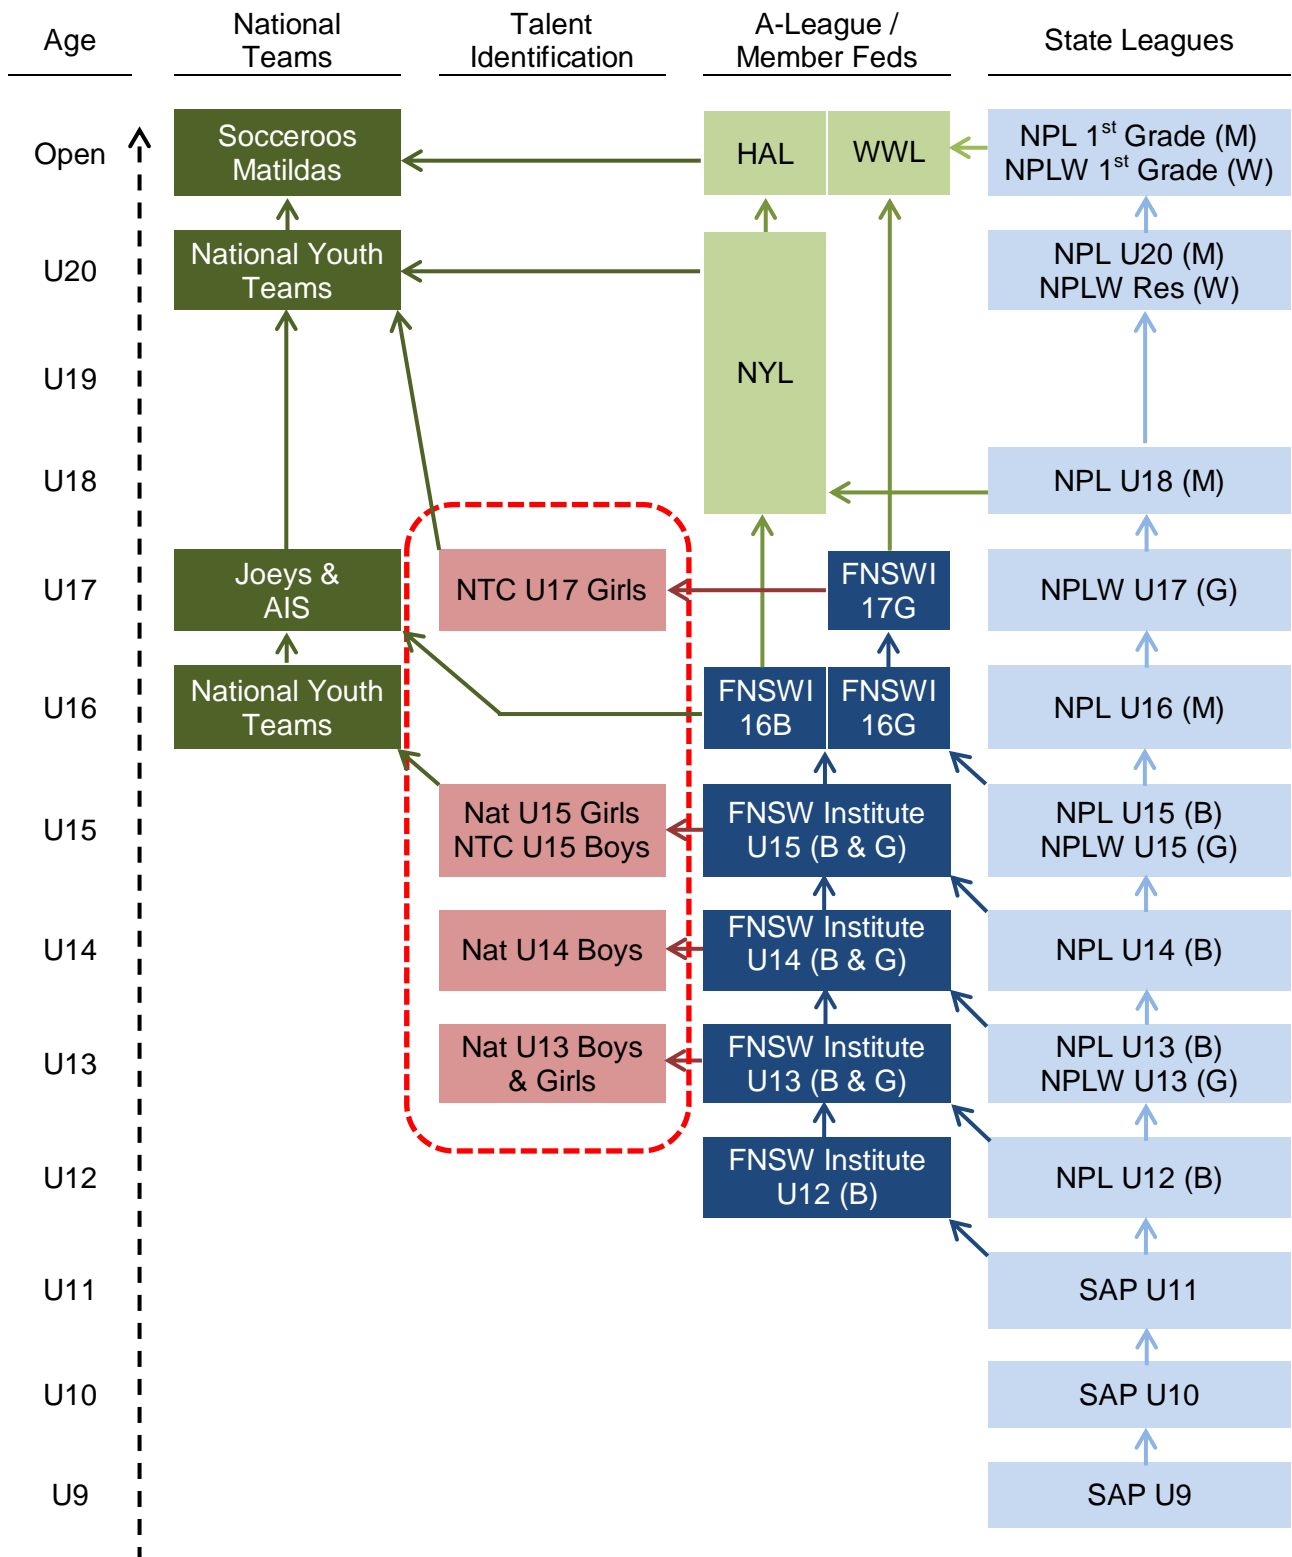 Age
National
Teams
Talent
Identification
A-League /
Member Feds
State Leagues
Open
Socceroos
Matildas
HAL
WWL
NPL 1st Grade (M)
NPLW 1st Grade (W)
U20
National Youth
Teams
NPL U20 (M)
NPLW Res (W)
U19
NYL
U18
NPL U18 (M)
U17
Joeys &
AIS
NTC U17 Girls
FNSWI
17G
NPLW U17 (G)
U16
National Youth
Teams
FNSWI
16B
FNSWI
16G
NPL U16 (M)
U15
Nat U15 Girls
NTC U15 Boys
FNSW Institute
U15 (B & G)
NPL U15 (B)
NPLW U15 (G)
U14
Nat U14 Boys
FNSW Institute
U14 (B & G)
NPL U14 (B)
U13
Nat U13 Boys
& Girls
FNSW Institute
U13 (B & G)
NPL U13 (B)
NPLW U13 (G)
U12
FNSW Institute
U12 (B)
NPL U12 (B)
U11
SAP U11
U10
SAP U10
U9
SAP U9